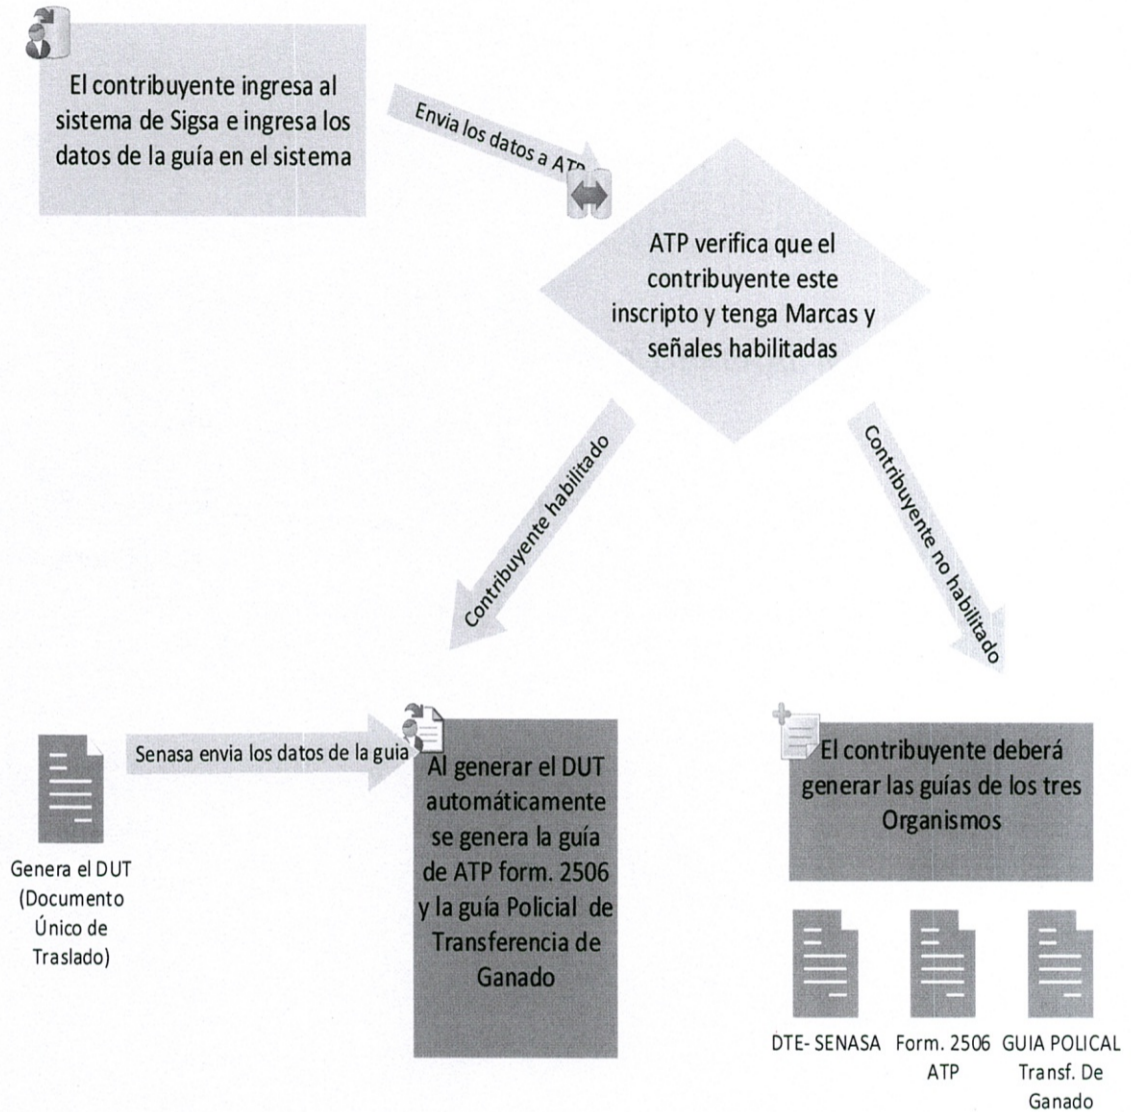 El contribuyente ingresa al
sistema de Sigsa e ingresa los
datos de la guía en el sistema
Envia los datos a ATP
ATP verifica que el
contribuyente este
inscripto y tenga Marcas y
señales habilitadas
Contribuyente habilitado
Contribuyente no habilitado
Senasa envia los datos de la guia
Genera el DUT
(Documento
Único de
Traslado)
Al generar el DUT
automáticamente
se genera la guía
de ATP form. 2506
y la guía Policial de
Transferencia de
Ganado
El contribuyente deberá
generar las guías de los tres
Organismos
DTE- SENASA
Form. 2506
ATP
GUIA POLICAL
Transf. De
Ganado